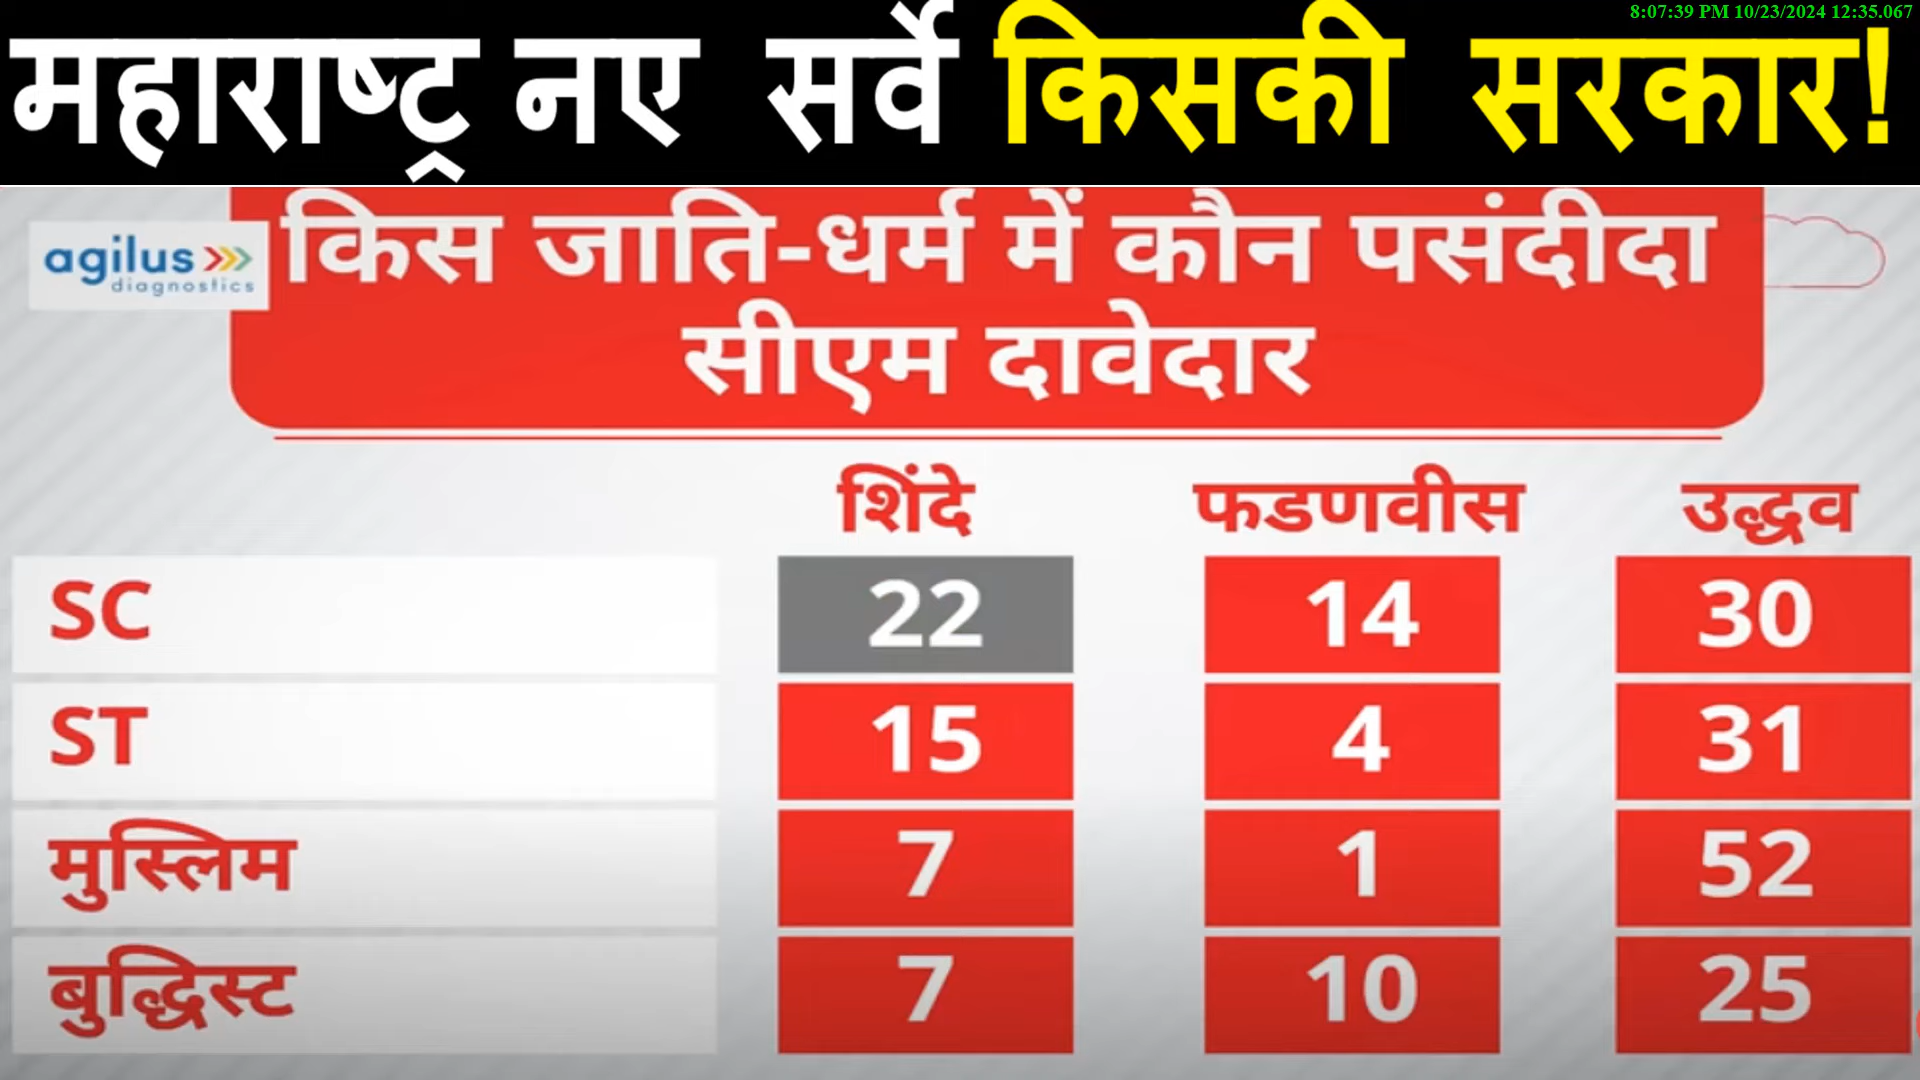 8:07:39 PM 10/23/2024 12:35.067
महाराष्ट्र नए सर्वे किसकी सरकार!
agilus
diagnostics
किस जाति-धर्म में कौन पसंदीदा
सीएम दावेदार
शिंदे फडणवीस उद्धव
SC 22 14 30
ST 15 4 31
मुस्लिम 7 1 52
बुद्धिस्ट 7 10 25